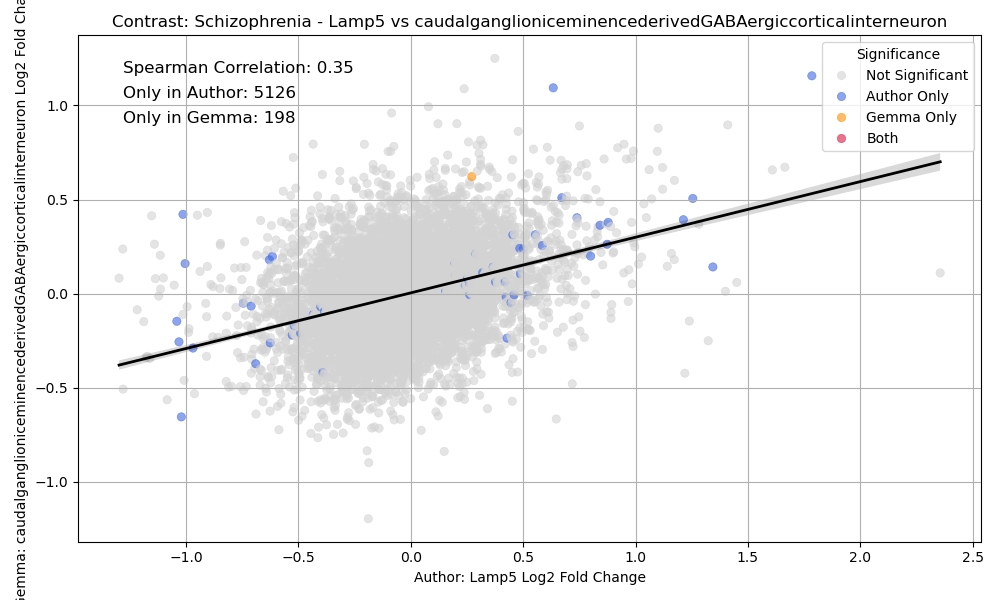 Contrast: Schizophrenia - Lamp5 vs caudalganglioniceminencederivedGABAergiccorticalinterneuron
Spearman Correlation: 0.35
Only in Author: 5126
Only in Gemma: 198
Significance
Not Significant
Author Only
Gemma Only
Both
1.0
0.5
0.0
−0.5
−1.0
−1.0
−0.5
0.0
0.5
1.0
1.5
2.0
2.5
Author: Lamp5 Log2 Fold Change
caudalganglioniceminencederivedGABAergiccorticalinterneuron Log2 Fold